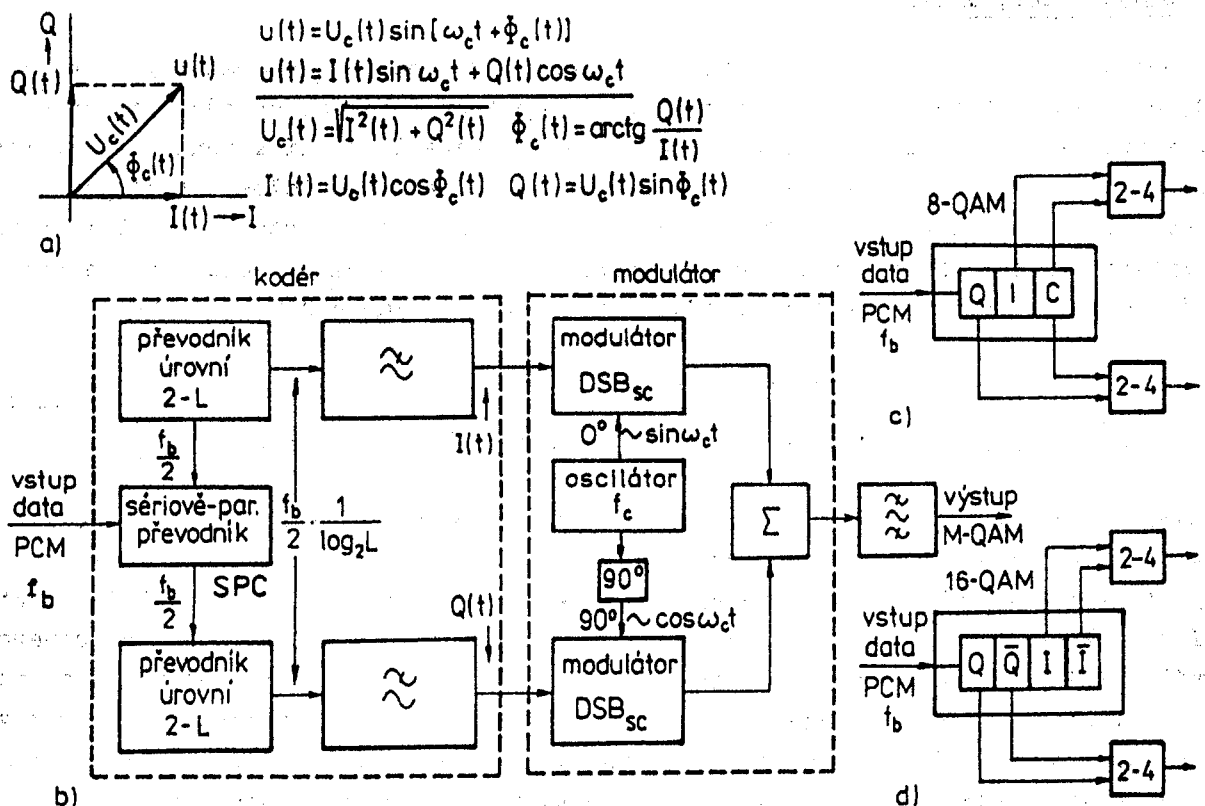 Q
Q(t)
u(t)
U_c(t)
Φ_c(t)
I(t) → I
a)
u(t)=U_c(t) sin[ω_c t + Φ_c(t)]
u(t)=I(t) sin ω_c t + Q(t) cos ω_c t
U_c(t)=√(I²(t) + Q²(t))   Φ_c(t)=arctg Q(t)/I(t)
I(t)=U_c(t) cos Φ_c(t)   Q(t)=U_c(t) sin Φ_c(t)
kodér
modulátor
převodník
úrovní
2-L
f_b/2
vstup
data
PCM
f_b
sériově-par.
převodník
SPC
f_b/2 · 1/log₂L
f_b/2
převodník
úrovní
2-L
≈
I(t)
Q(t)
≈
modulátor
DSB_sc
0° ~sinω_c t
oscilátor
f_c
90°
90° ~cosω_c t
modulátor
DSB_sc
Σ
výstup
M-QAM
b)
8-QAM
2-4
vstup
data
PCM
f_b
Q I C
2-4
c)
16-QAM
2-4
vstup
data
PCM
f_b
Q Q̄ I Ī
2-4
d)